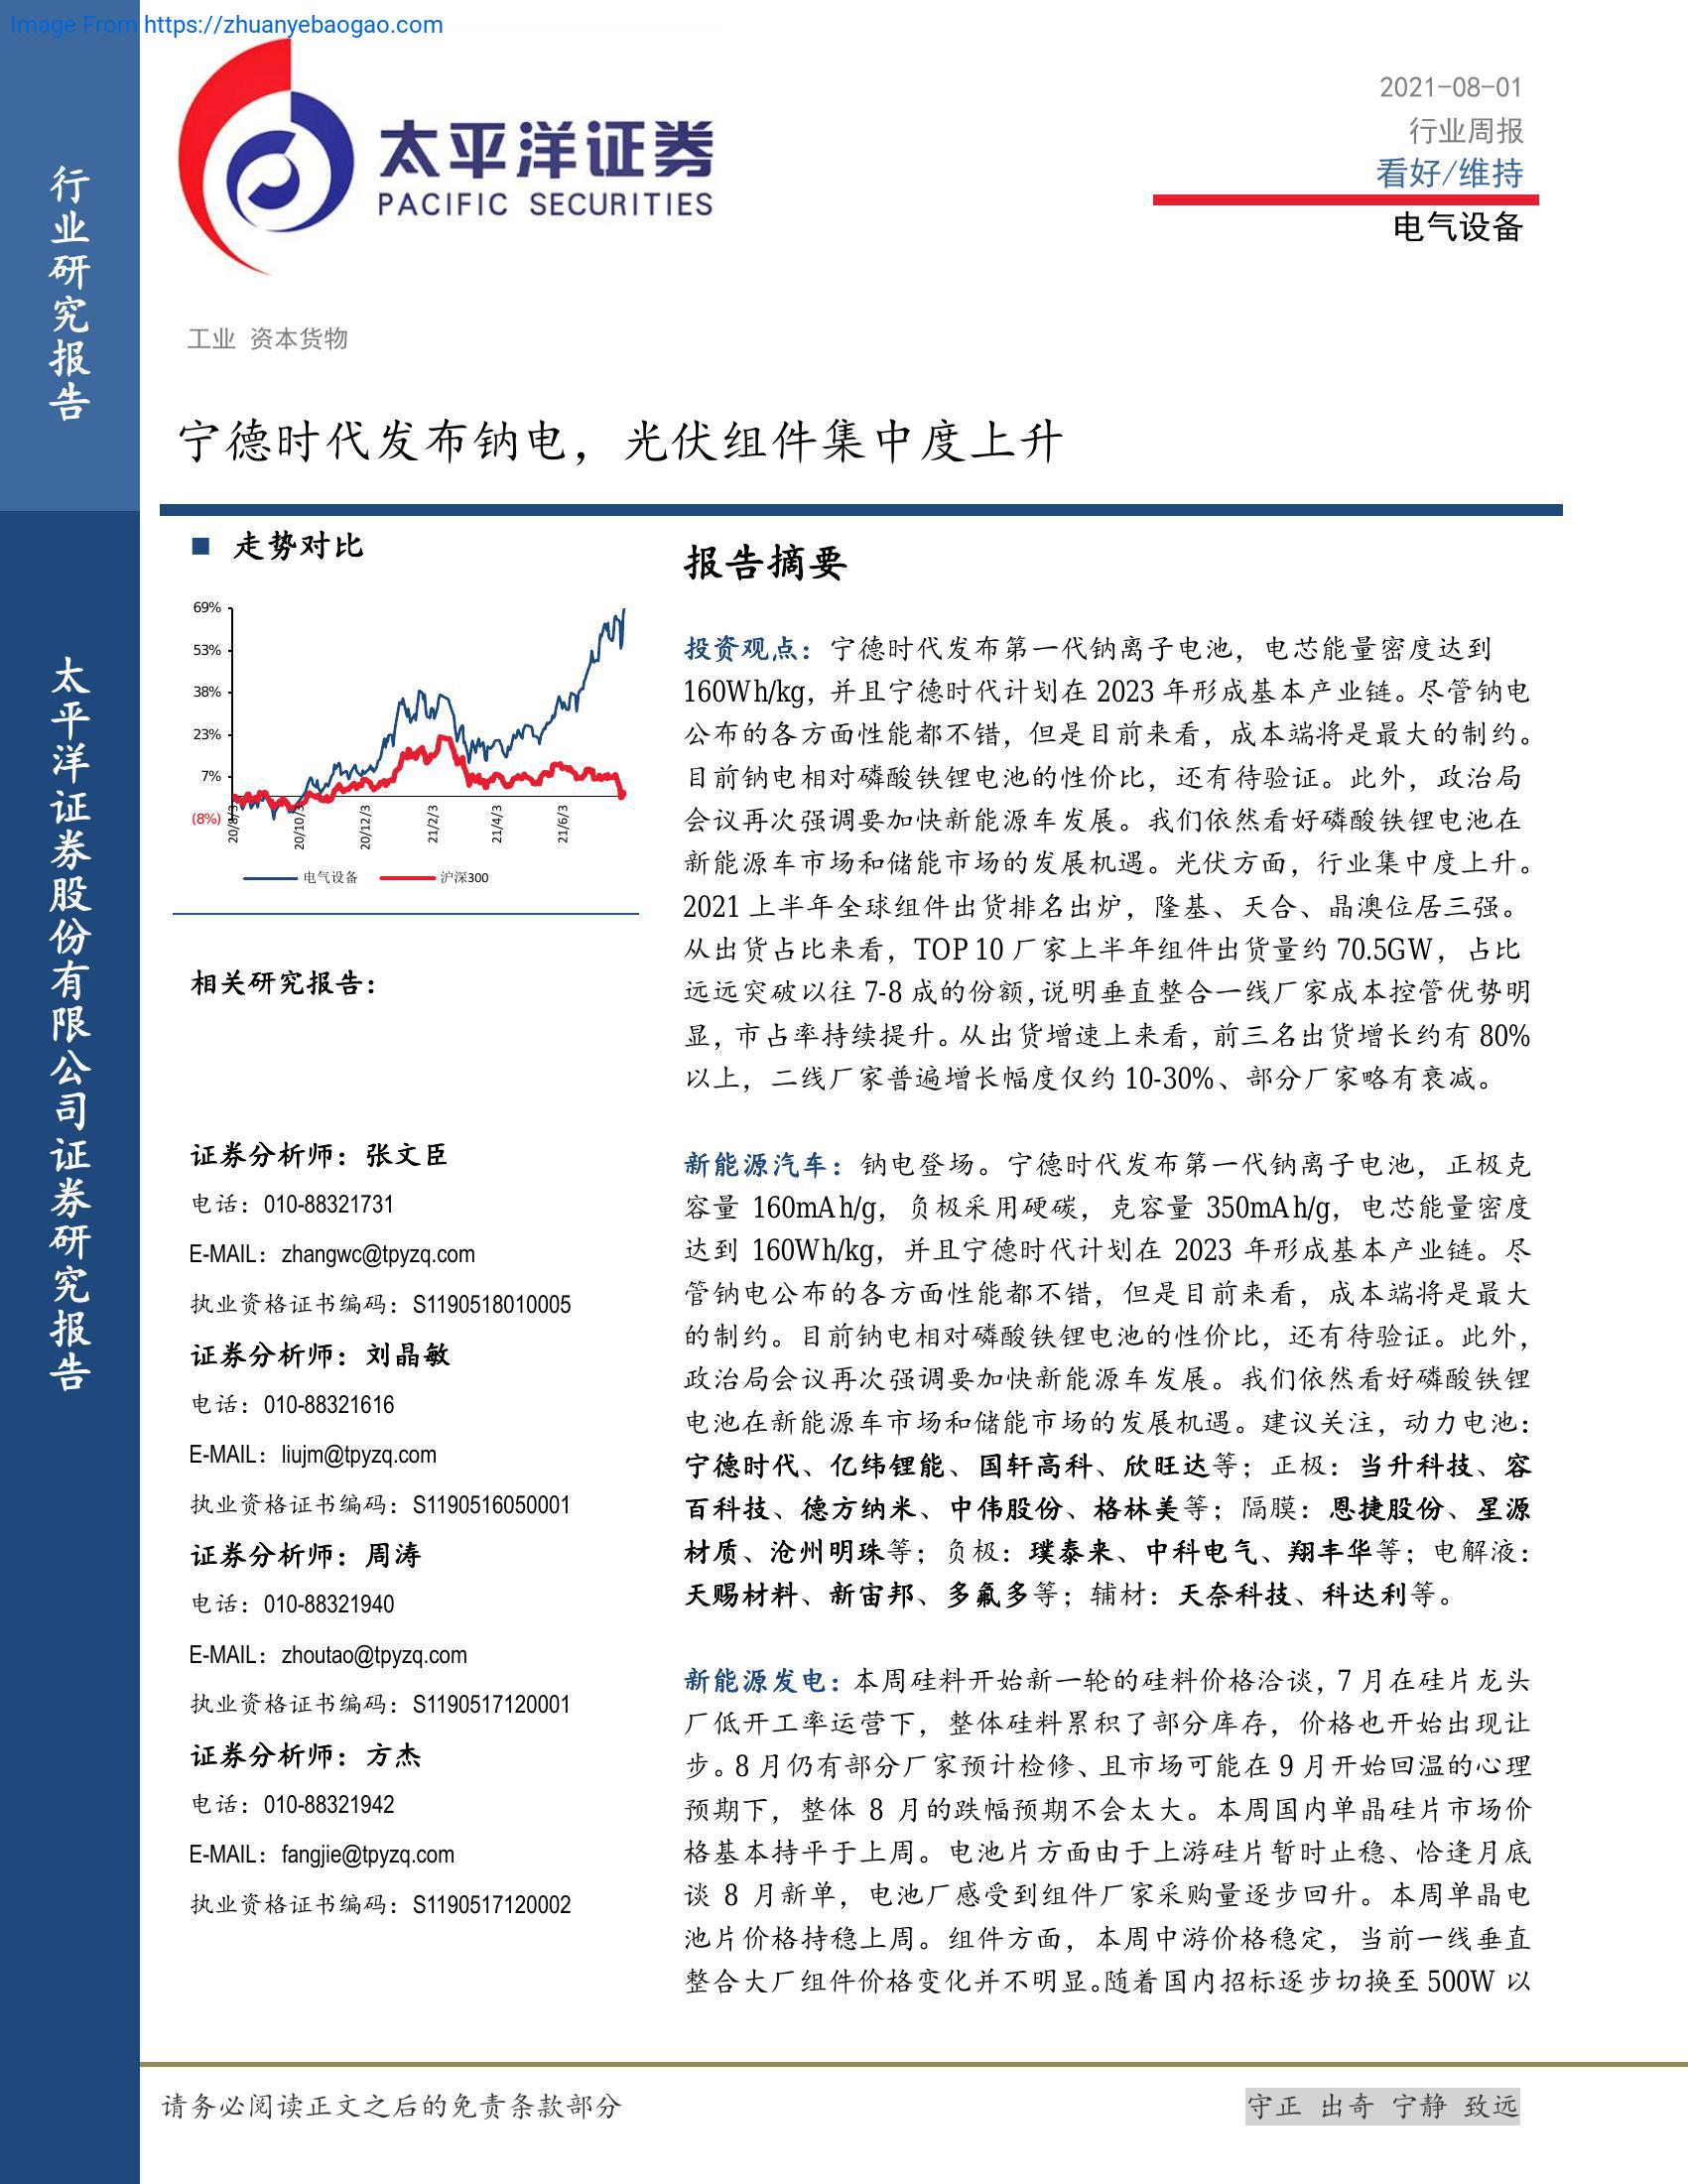 Image From https://zhuanyebaogao.com
行业研究报告
太平洋证券股份有限公司证券研究报告
太平洋证券
PACIFIC SECURITIES
2021-08-01
行业周报
看好/维持
电气设备
工业 资本货物
宁德时代发布钠电，光伏组件集中度上升
■ 走势对比
69%
53%
38%
23%
7%
(8%)
20/8/3
20/10/3
20/12/3
21/2/3
21/4/3
21/6/3
电气设备 沪深300
相关研究报告：
证券分析师：张文臣
电话：010-88321731
E-MAIL：zhangwc@tpyzq.com
执业资格证书编码：S1190518010005
证券分析师：刘晶敏
电话：010-88321616
E-MAIL：liujm@tpyzq.com
执业资格证书编码：S1190516050001
证券分析师：周涛
电话：010-88321940
E-MAIL：zhoutao@tpyzq.com
执业资格证书编码：S1190517120001
证券分析师：方杰
电话：010-88321942
E-MAIL：fangjie@tpyzq.com
执业资格证书编码：S1190517120002
报告摘要
投资观点：宁德时代发布第一代钠离子电池，电芯能量密度达到
160Wh/kg，并且宁德时代计划在 2023 年形成基本产业链。尽管钠电
公布的各方面性能都不错，但是目前来看，成本端将是最大的制约。
目前钠电相对磷酸铁锂电池的性价比，还有待验证。此外，政治局
会议再次强调要加快新能源车发展。我们依然看好磷酸铁锂电池在
新能源车市场和储能市场的发展机遇。光伏方面，行业集中度上升。
2021 上半年全球组件出货排名出炉，隆基、天合、晶澳位居三强。
从出货占比来看，TOP 10 厂家上半年组件出货量约 70.5GW，占比
远远突破以往 7-8 成的份额，说明垂直整合一线厂家成本控管优势明
显，市占率持续提升。从出货增速上来看，前三名出货增长约有 80%
以上，二线厂家普遍增长幅度仅约 10-30%、部分厂家略有衰减。
新能源汽车：钠电登场。宁德时代发布第一代钠离子电池，正极克
容量 160mAh/g，负极采用硬碳，克容量 350mAh/g，电芯能量密度
达到 160Wh/kg，并且宁德时代计划在 2023 年形成基本产业链。尽
管钠电公布的各方面性能都不错，但是目前来看，成本端将是最大
的制约。目前钠电相对磷酸铁锂电池的性价比，还有待验证。此外，
政治局会议再次强调要加快新能源车发展。我们依然看好磷酸铁锂
电池在新能源车市场和储能市场的发展机遇。建议关注，动力电池：
宁德时代、亿纬锂能、国轩高科、欣旺达等；正极：当升科技、容
百科技、德方纳米、中伟股份、格林美等；隔膜：恩捷股份、星源
材质、沧州明珠等；负极：璞泰来、中科电气、翔丰华等；电解液：
天赐材料、新宙邦、多氟多等；辅材：天奈科技、科达利等。
新能源发电：本周硅料开始新一轮的硅料价格洽谈，7 月在硅片龙头
厂低开工率运营下，整体硅料累积了部分库存，价格也开始出现让
步。8 月仍有部分厂家预计检修、且市场可能在 9 月开始回温的心理
预期下，整体 8 月的跌幅预期不会太大。本周国内单晶硅片市场价
格基本持平于上周。电池片方面由于上游硅片暂时止稳、恰逢月底
谈 8 月新单，电池厂感受到组件厂家采购量逐步回升。本周单晶电
池片价格持稳上周。组件方面，本周中游价格稳定，当前一线垂直
整合大厂组件价格变化并不明显。随着国内招标逐步切换至 500W 以
请务必阅读正文之后的免责条款部分
守正 出奇 宁静 致远